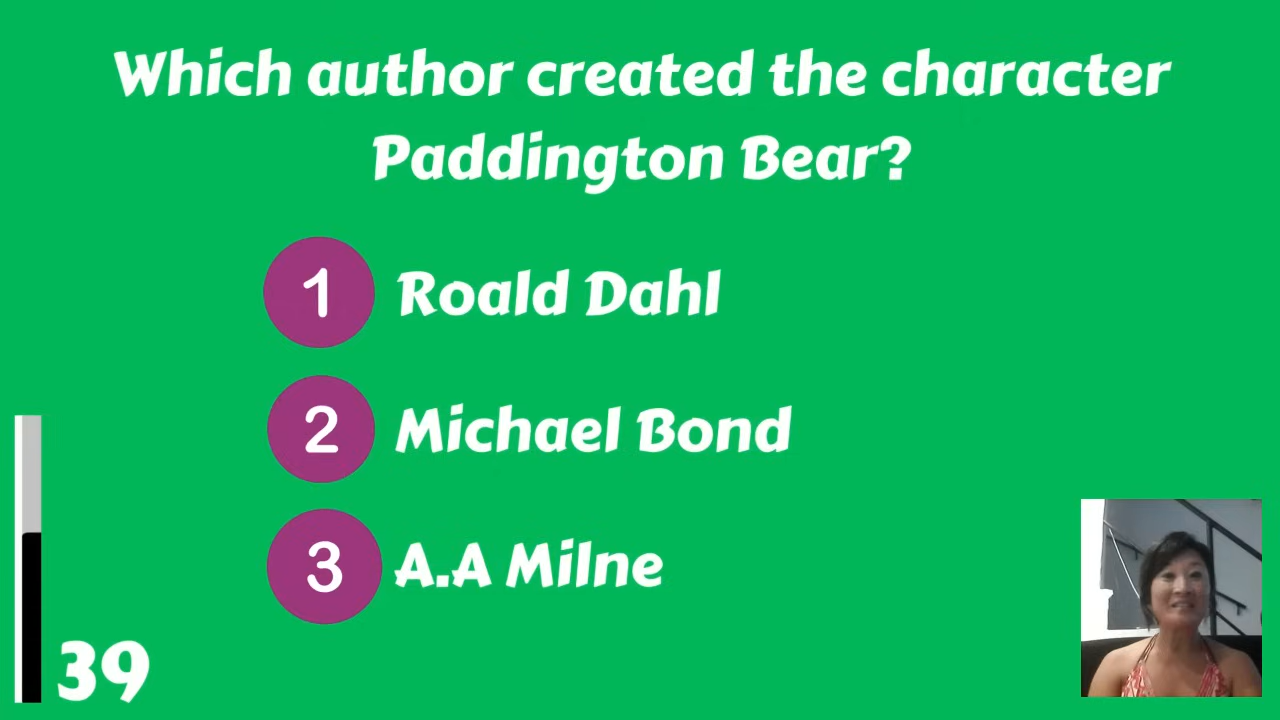 Which author created the character
Paddington Bear?
1 Roald Dahl
2 Michael Bond
3 A.A Milne
39